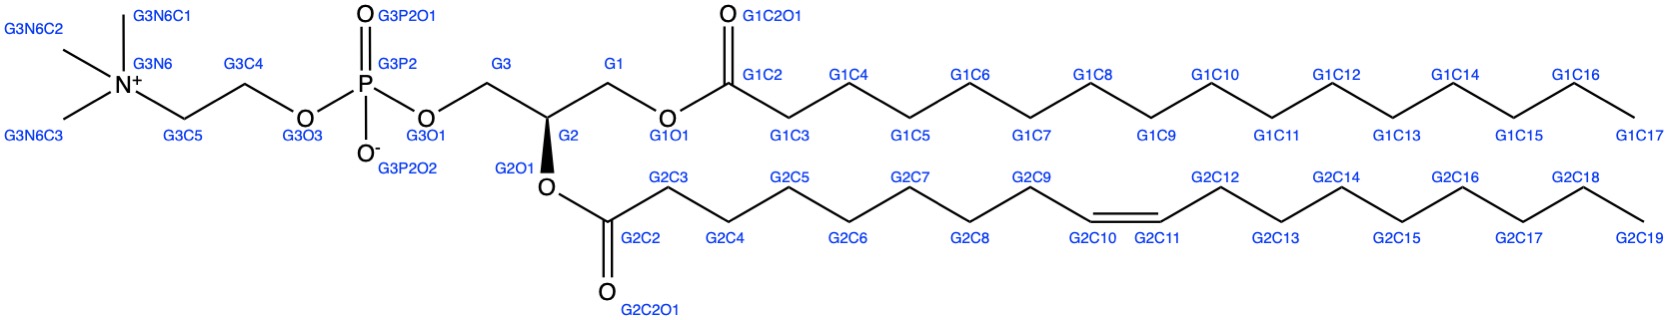 O G3P2O1
O G1C2O1
G3N6C1
G3N6C2
G3N6
G3C4
G3P2
G3
G1
G1C2
G1C4
G1C6
G1C8
G1C10
G1C12
G1C14
G1C16
N+
P
O
O
O
G3N6C3
G3C5
G3O3
G3O1
G2
G1O1
G1C3
G1C5
G1C7
G1C9
G1C11
G1C13
G1C15
G1C17
O-
G3P2O2
G2O1
O
G2C3
G2C5
G2C7
G2C9
G2C12
G2C14
G2C16
G2C18
G2C2
G2C4
G2C6
G2C8
G2C10
G2C11
G2C13
G2C15
G2C17
G2C19
O
G2C2O1